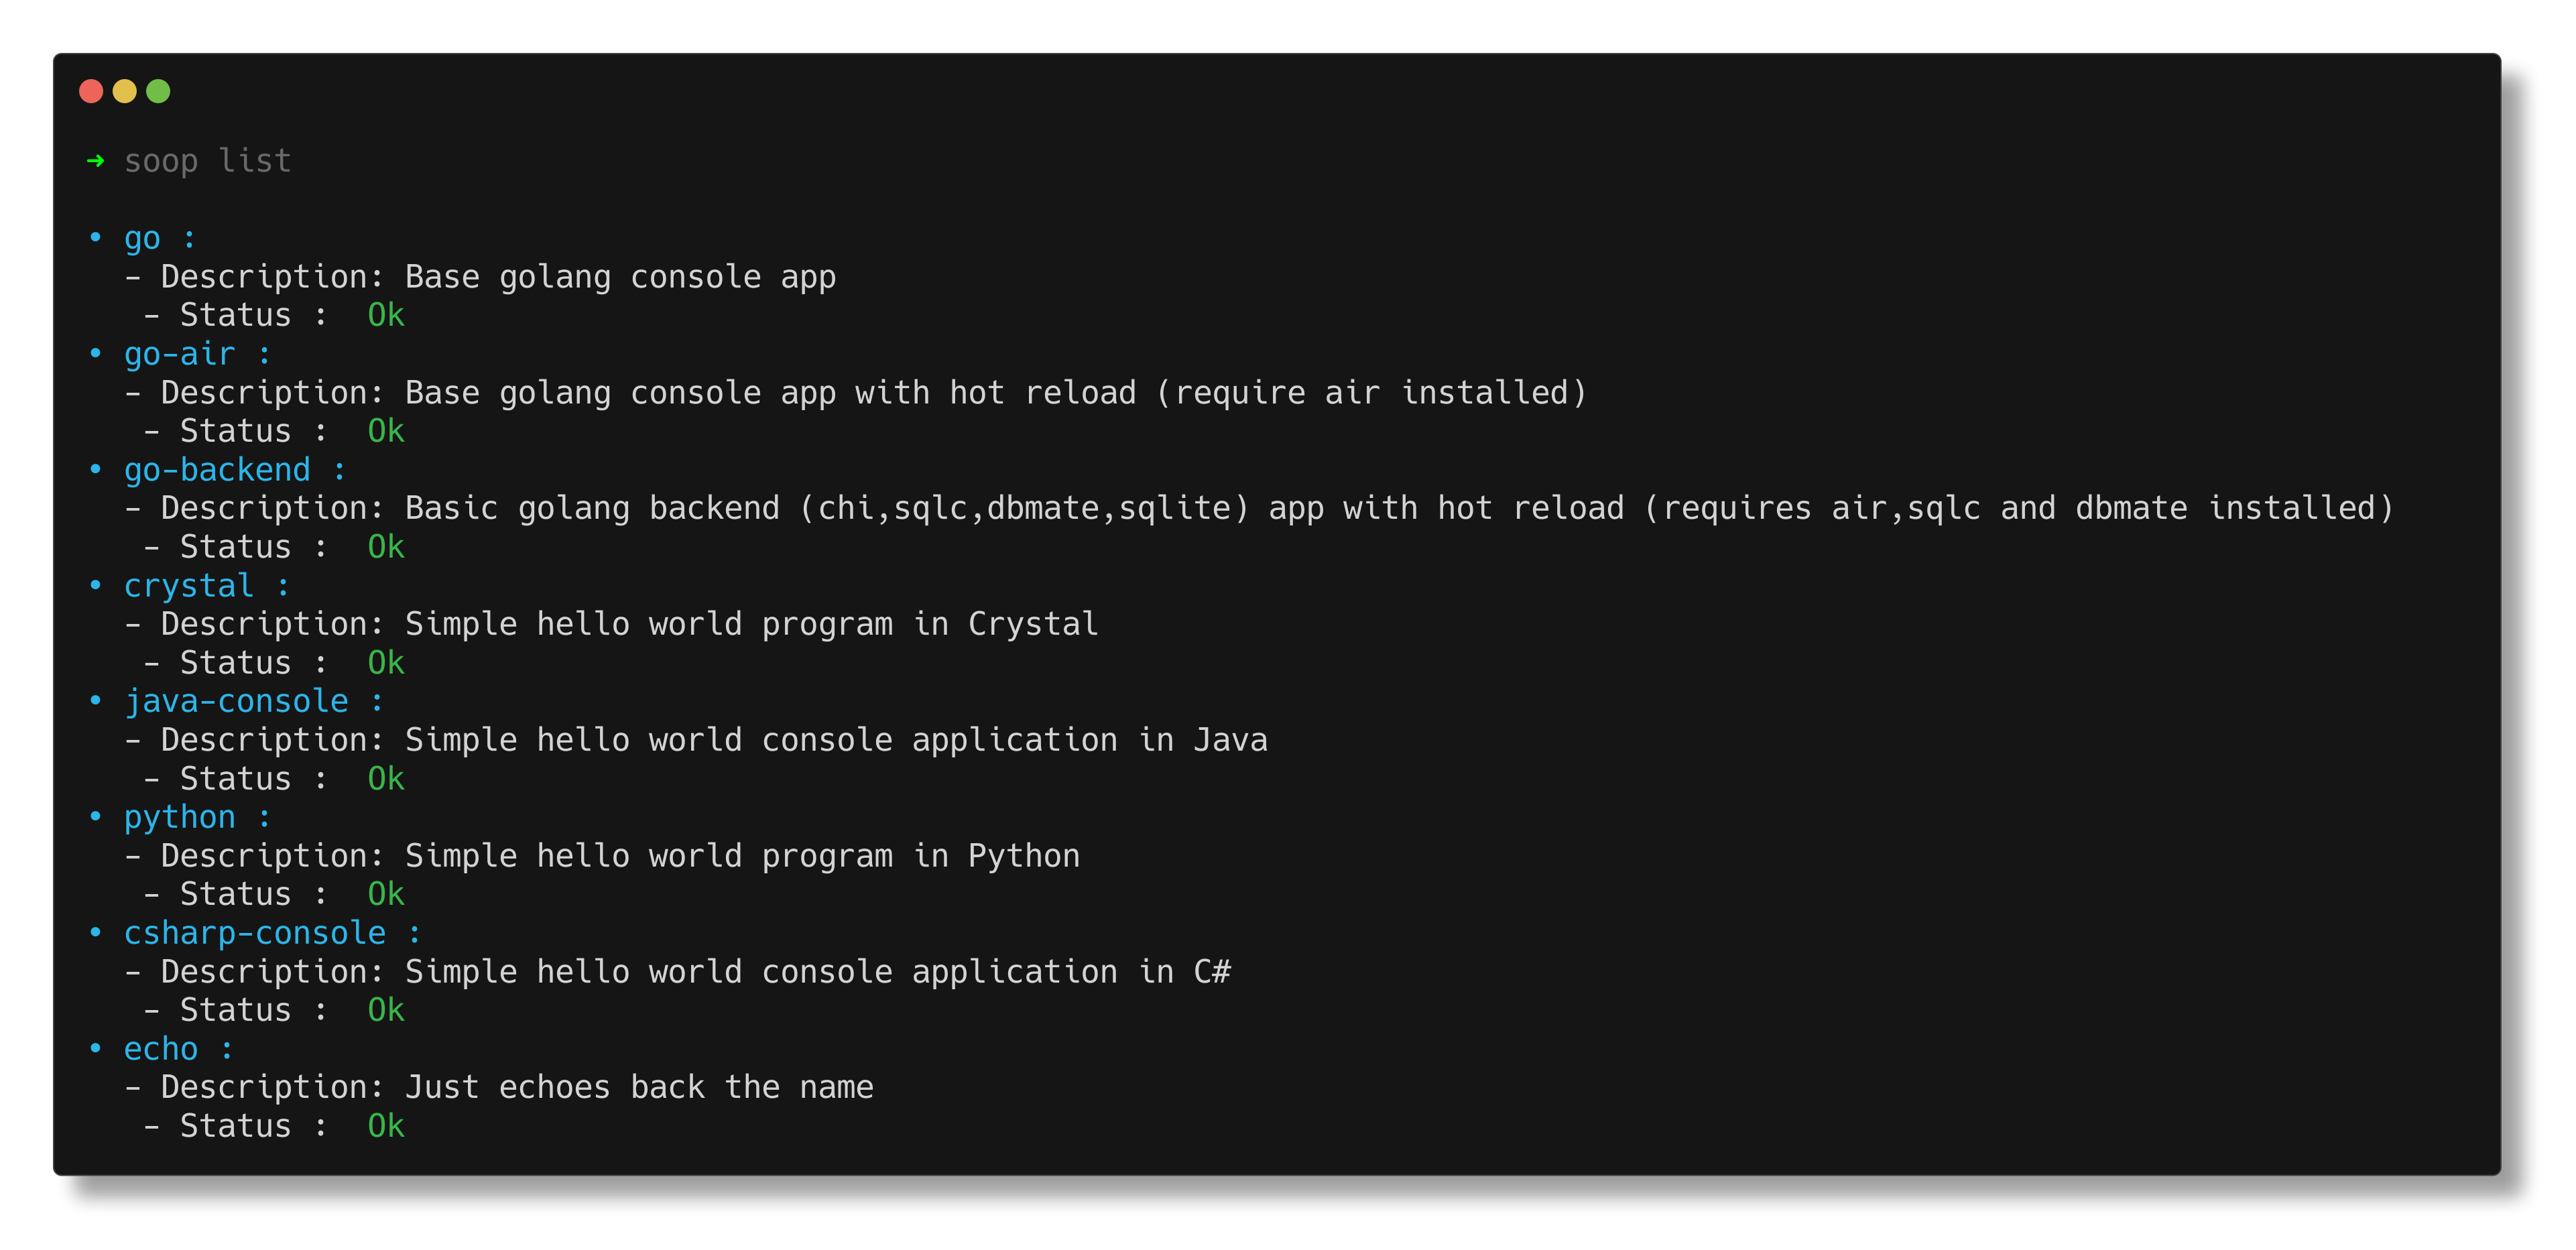 ➜ soop list
• go :
- Description: Base golang console app
- Status :  Ok
• go-air :
- Description: Base golang console app with hot reload (require air installed)
- Status :  Ok
• go-backend :
- Description: Basic golang backend (chi,sqlc,dbmate,sqlite) app with hot reload (requires air,sqlc and dbmate installed)
- Status :  Ok
• crystal :
- Description: Simple hello world program in Crystal
- Status :  Ok
• java-console :
- Description: Simple hello world console application in Java
- Status :  Ok
• python :
- Description: Simple hello world program in Python
- Status :  Ok
• csharp-console :
- Description: Simple hello world console application in C#
- Status :  Ok
• echo :
- Description: Just echoes back the name
- Status :  Ok